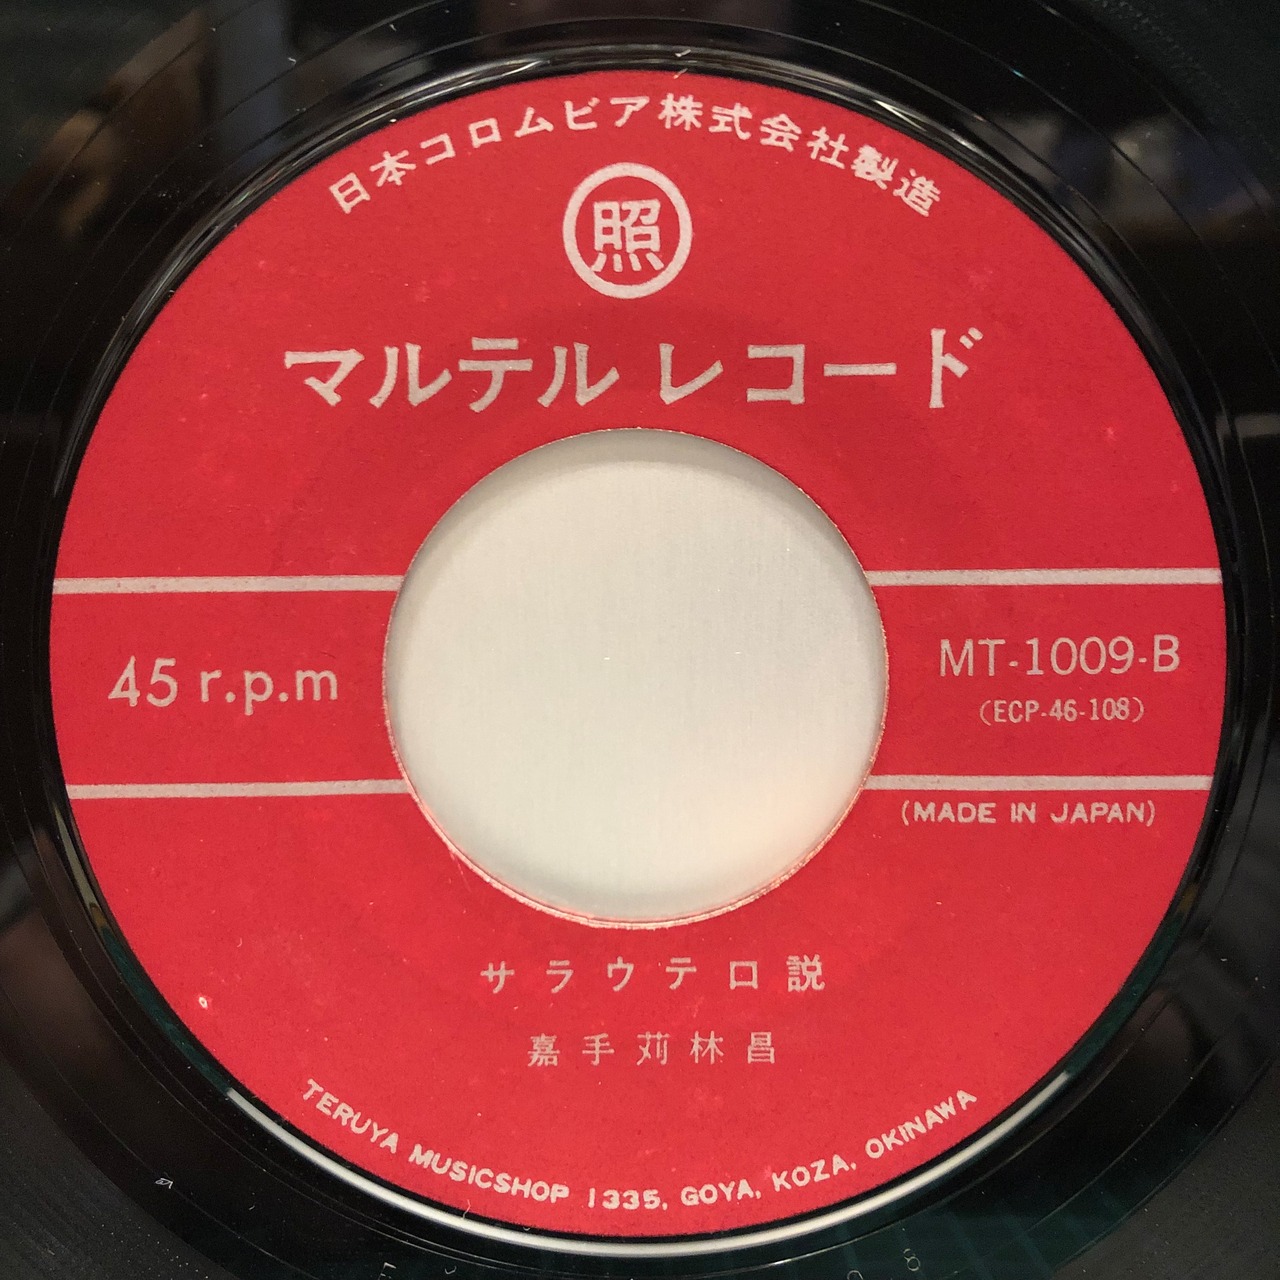 日本コロムビア株式会社製造
照
マルテルレコード
45 r.p.m
MT-1009-B
(ECP-46-108)
(MADE IN JAPAN)
サラウテ口説
嘉手苅林昌
TERUYA MUSICSHOP 1335, GOYA, KOZA, OKINAWA